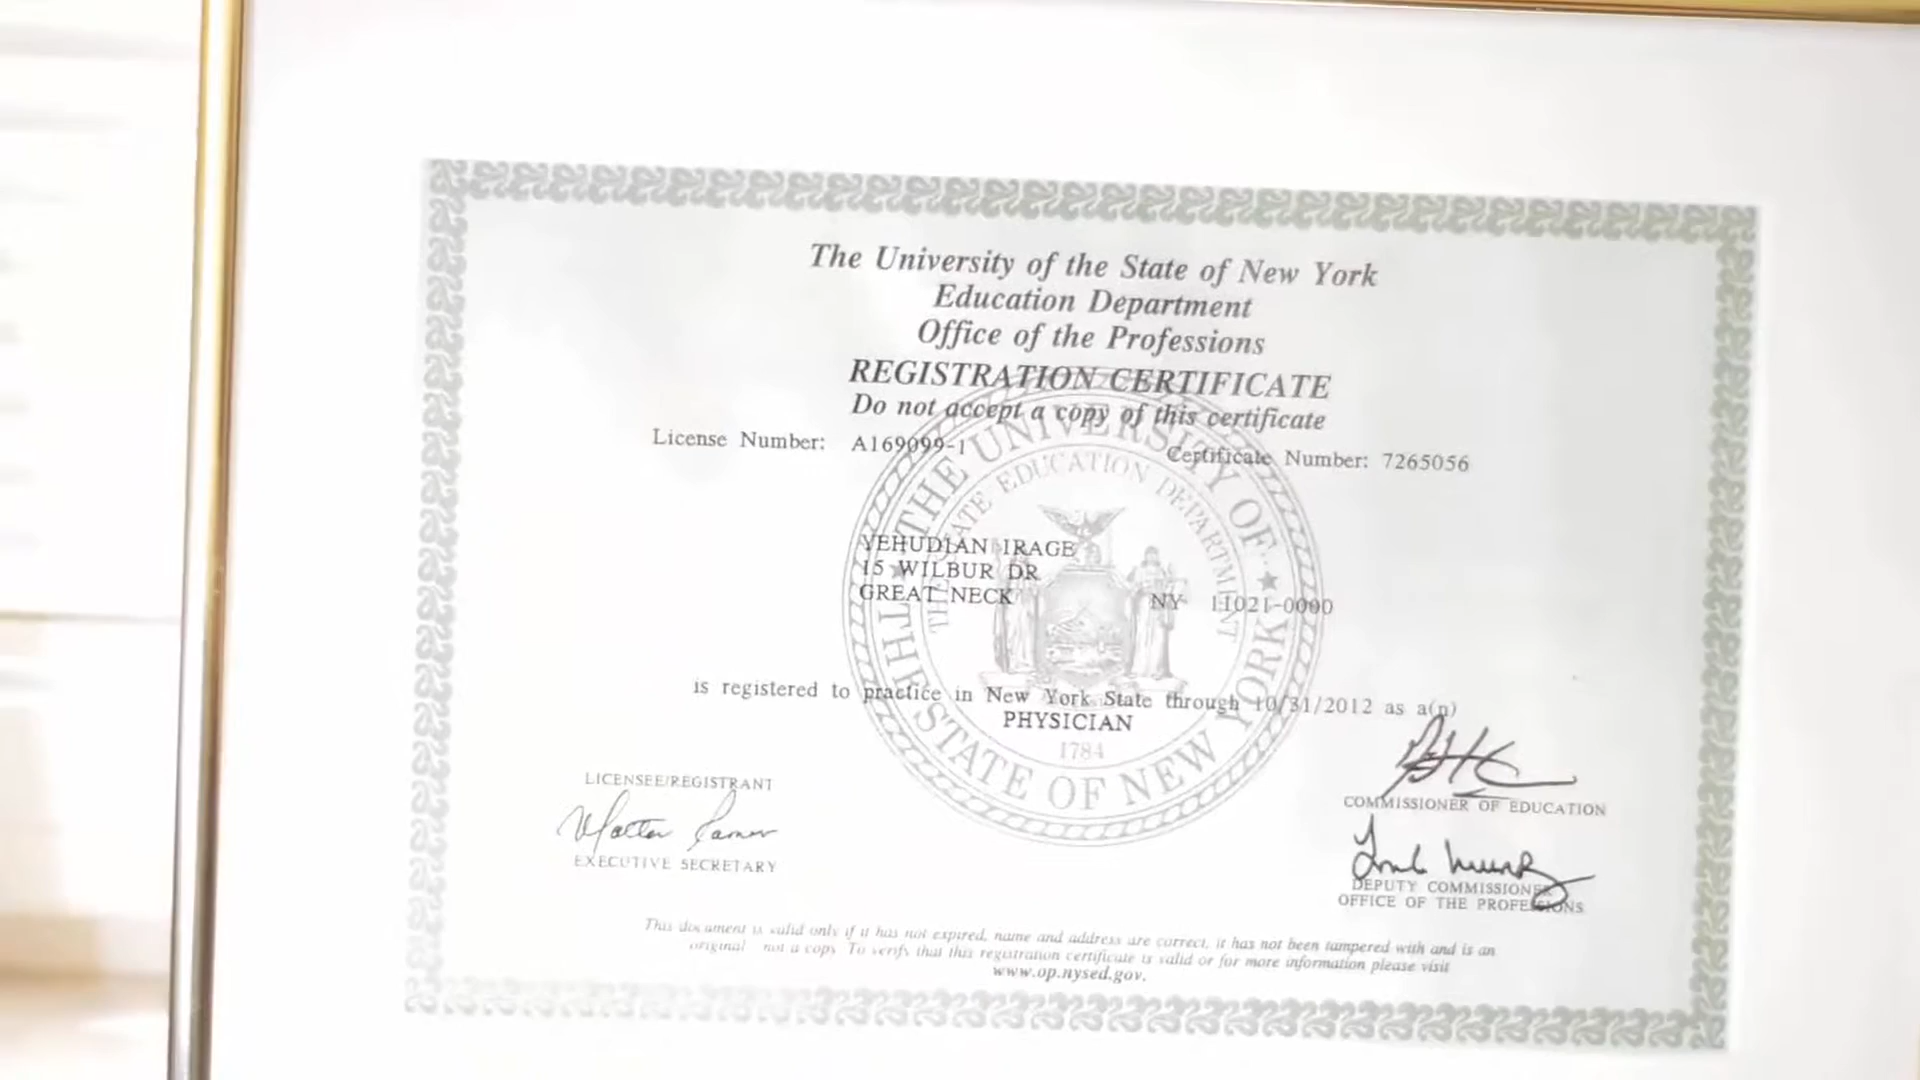 The University of the State of New York
Education Department
Office of the Professions
REGISTRATION CERTIFICATE
Do not accept a copy of this certificate
License Number: A169099-1 Certificate Number: 7265056
YEHUDIAN IRAGE
15 WILBUR DR
GREAT NECK NY 11021-0000
is registered to practice in New York State through 10/31/2012 as a(n)
PHYSICIAN
1784
THE UNIVERSITY OF THE STATE OF NEW YORK
THE STATE EDUCATION DEPARTMENT
LICENSEE/REGISTRANT
EXECUTIVE SECRETARY
COMMISSIONER OF EDUCATION
DEPUTY COMMISSIONER
OFFICE OF THE PROFESSIONS
This document is valid only if it has not expired, name and address are correct, it has not been tampered with and is an
original not a copy. To verify that this registration certificate is valid or for more information please visit
www.op.nysed.gov.